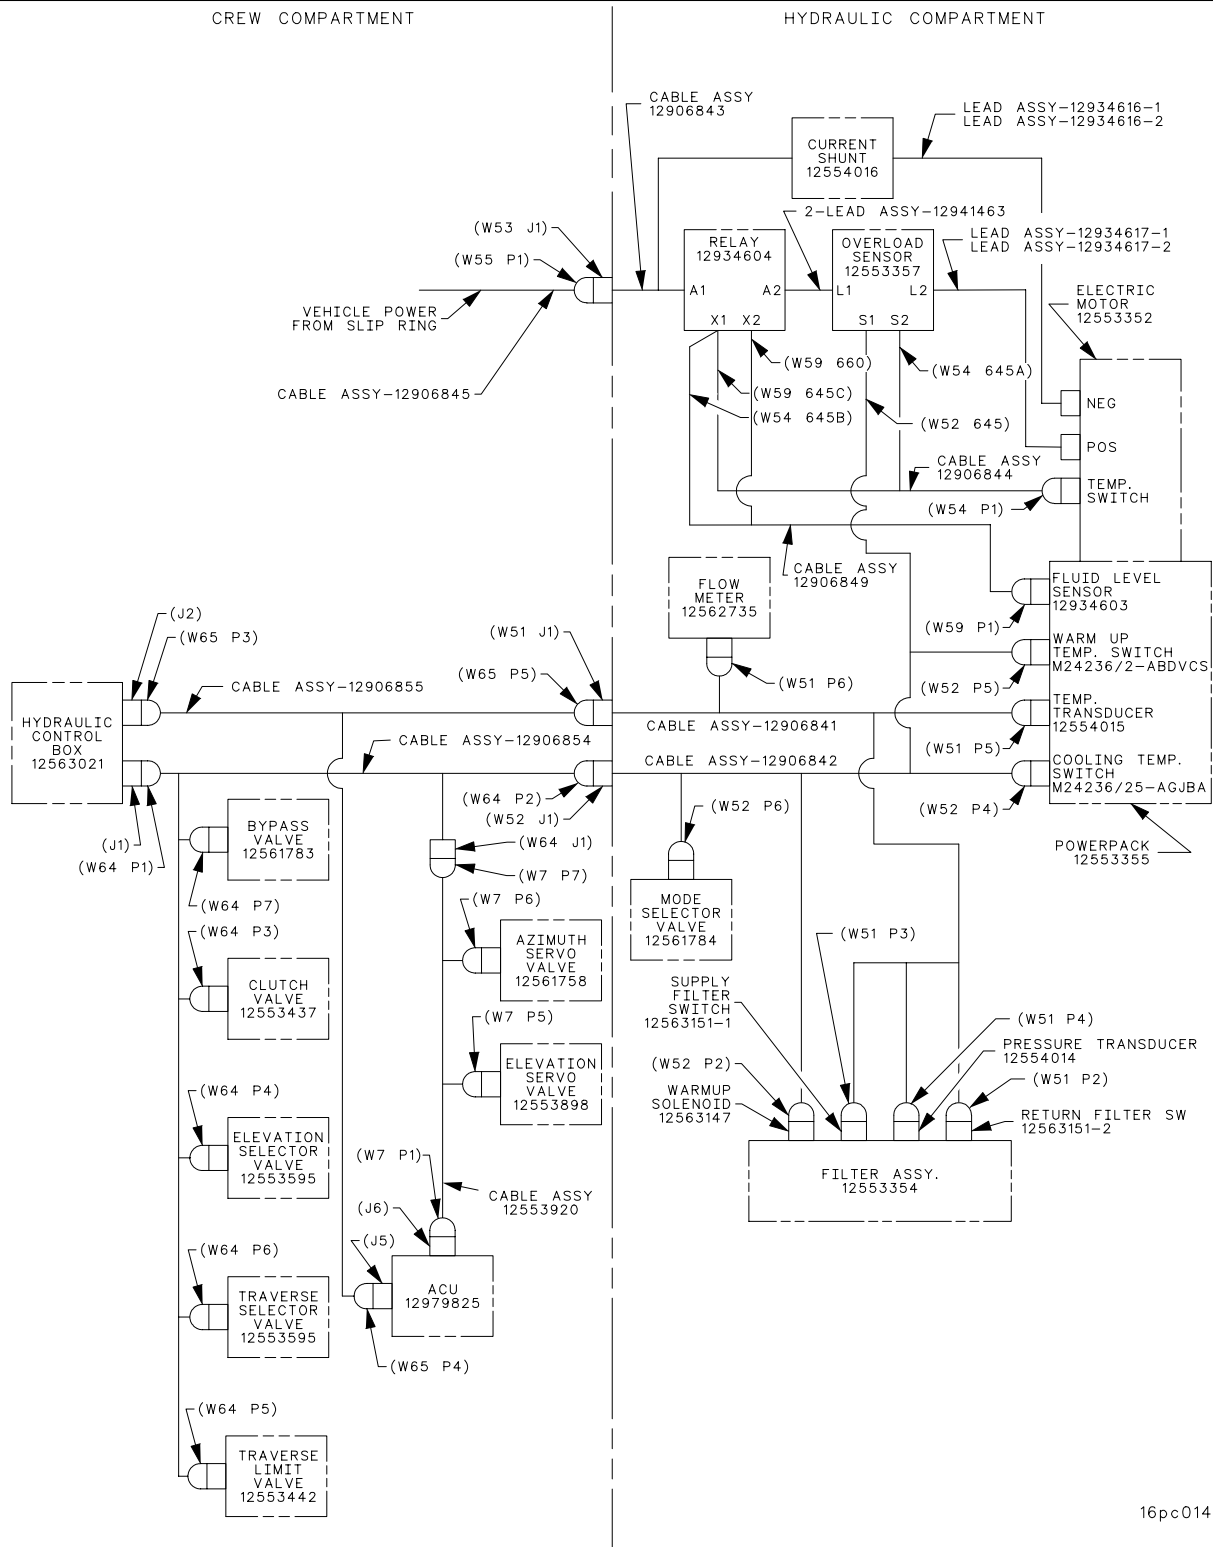 CREW COMPARTMENT
HYDRAULIC COMPARTMENT
CABLE ASSY
12906843
LEAD ASSY-12934616-1
LEAD ASSY-12934616-2
CURRENT
SHUNT
12554016
2-LEAD ASSY-12941463
(W53 J1)
(W55 P1)
RELAY
12934604
A1
A2
X1
X2
OVERLOAD
SENSOR
12553357
L1
L2
S1
S2
LEAD ASSY-12934617-1
LEAD ASSY-12934617-2
VEHICLE POWER
FROM SLIP RING
CABLE ASSY-12906845
ELECTRIC
MOTOR
12553352
(W59 660)
(W59 645C)
(W54 645B)
(W54 645A)
(W52 645)
NEG
POS
TEMP.
SWITCH
CABLE ASSY
12906844
(W54 P1)
CABLE ASSY
12906849
FLOW
METER
12562735
FLUID LEVEL
SENSOR
12934603
(W59 P1)
WARM UP
TEMP. SWITCH
M24236/2-ABDVCS
(W52 P5)
TEMP.
TRANSDUCER
12554015
(W51 P5)
COOLING TEMP.
SWITCH
M24236/25-AGJBA
(W52 P4)
POWERPACK
12553355
(J2)
(W65 P3)
(W51 J1)
(W65 P5)
(W51 P6)
CABLE ASSY-12906855
CABLE ASSY-12906841
HYDRAULIC
CONTROL
BOX
12563021
CABLE ASSY-12906854
CABLE ASSY-12906842
(J1)
(W64 P1)
(W64 P2)
(W52 J1)
(W52 P6)
BYPASS
VALVE
12561783
(W64 P7)
(W64 J1)
(W7 P7)
MODE
SELECTOR
VALVE
12561784
(W64 P3)
CLUTCH
VALVE
12553437
(W7 P6)
AZIMUTH
SERVO
VALVE
12561758
(W51 P3)
SUPPLY
FILTER
SWITCH
12563151-1
(W7 P5)
ELEVATION
SERVO
VALVE
12553898
(W51 P4)
PRESSURE TRANSDUCER
12554014
(W52 P2)
WARMUP
SOLENOID
12563147
(W51 P2)
RETURN FILTER SW
12563151-2
FILTER ASSY.
12553354
(W64 P4)
ELEVATION
SELECTOR
VALVE
12553595
(W7 P1)
CABLE ASSY
12553920
(J6)
(J5)
ACU
12979825
(W65 P4)
(W64 P6)
TRAVERSE
SELECTOR
VALVE
12553595
(W64 P5)
TRAVERSE
LIMIT
VALVE
12553442
16pc014